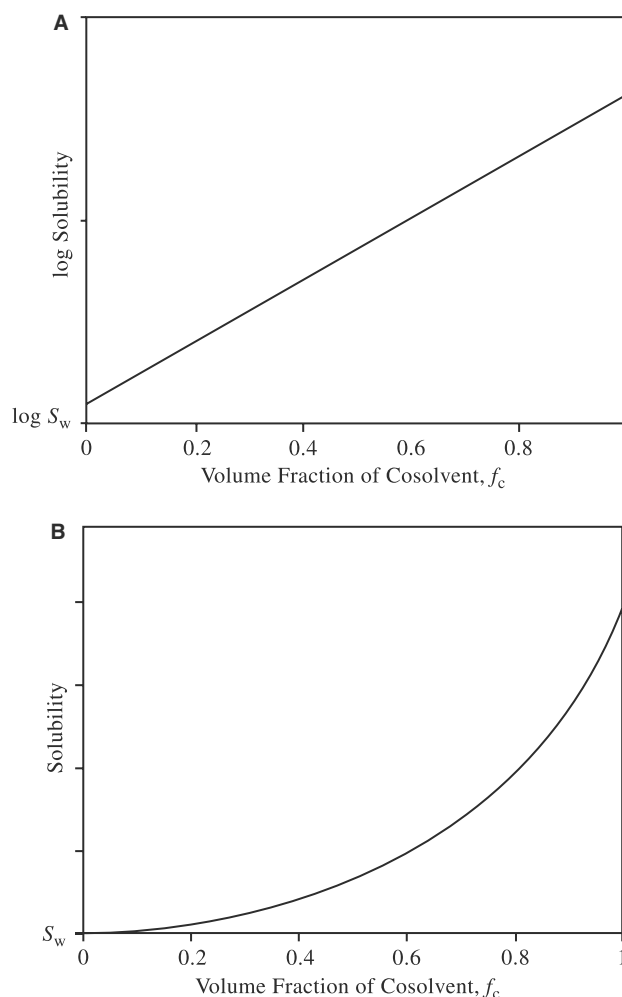 A
log Solubility
log Sw
0 0.2 0.4 0.6 0.8
Volume Fraction of Cosolvent, fc
B
Solubility
Sw
0 0.2 0.4 0.6 0.8 1
Volume Fraction of Cosolvent, fc